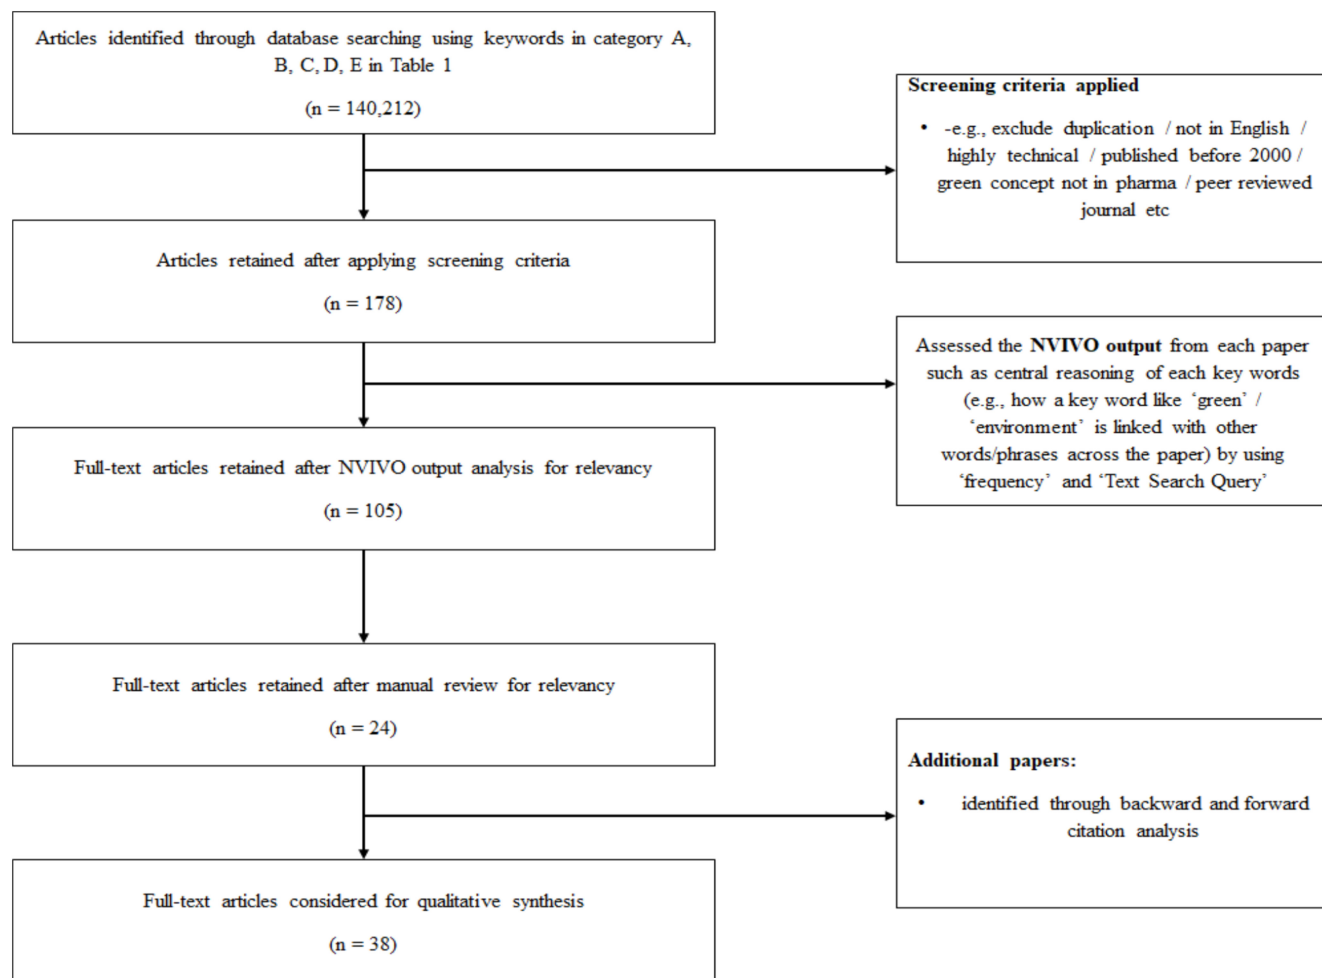 Articles identified through database searching using keywords in category A,
B, C, D, E in Table 1
(n = 140,212)
Screening criteria applied
• -e.g., exclude duplication / not in English /
highly technical / published before 2000 /
green concept not in pharma / peer reviewed
journal etc
Articles retained after applying screening criteria
(n = 178)
Assessed the NVIVO output from each paper
such as central reasoning of each key words
(e.g., how a key word like ‘green’ /
‘environment’ is linked with other
words/phrases across the paper) by using
‘frequency’ and ‘Text Search Query’
Full-text articles retained after NVIVO output analysis for relevancy
(n = 105)
Full-text articles retained after manual review for relevancy
(n = 24)
Additional papers:
• identified through backward and forward
citation analysis
Full-text articles considered for qualitative synthesis
(n = 38)